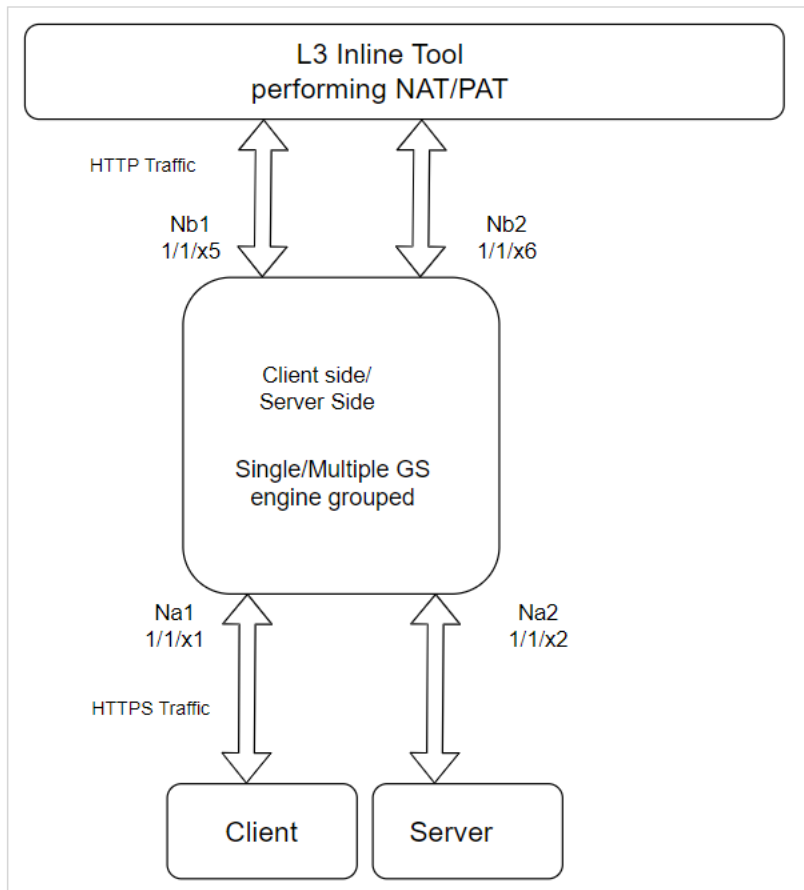 L3 Inline Tool
performing NAT/PAT
HTTP Traffic
Nb1
1/1/x5
Nb2
1/1/x6
Client side/
Server Side
Single/Multiple GS
engine grouped
Na1
1/1/x1
Na2
1/1/x2
HTTPS Traffic
Client
Server